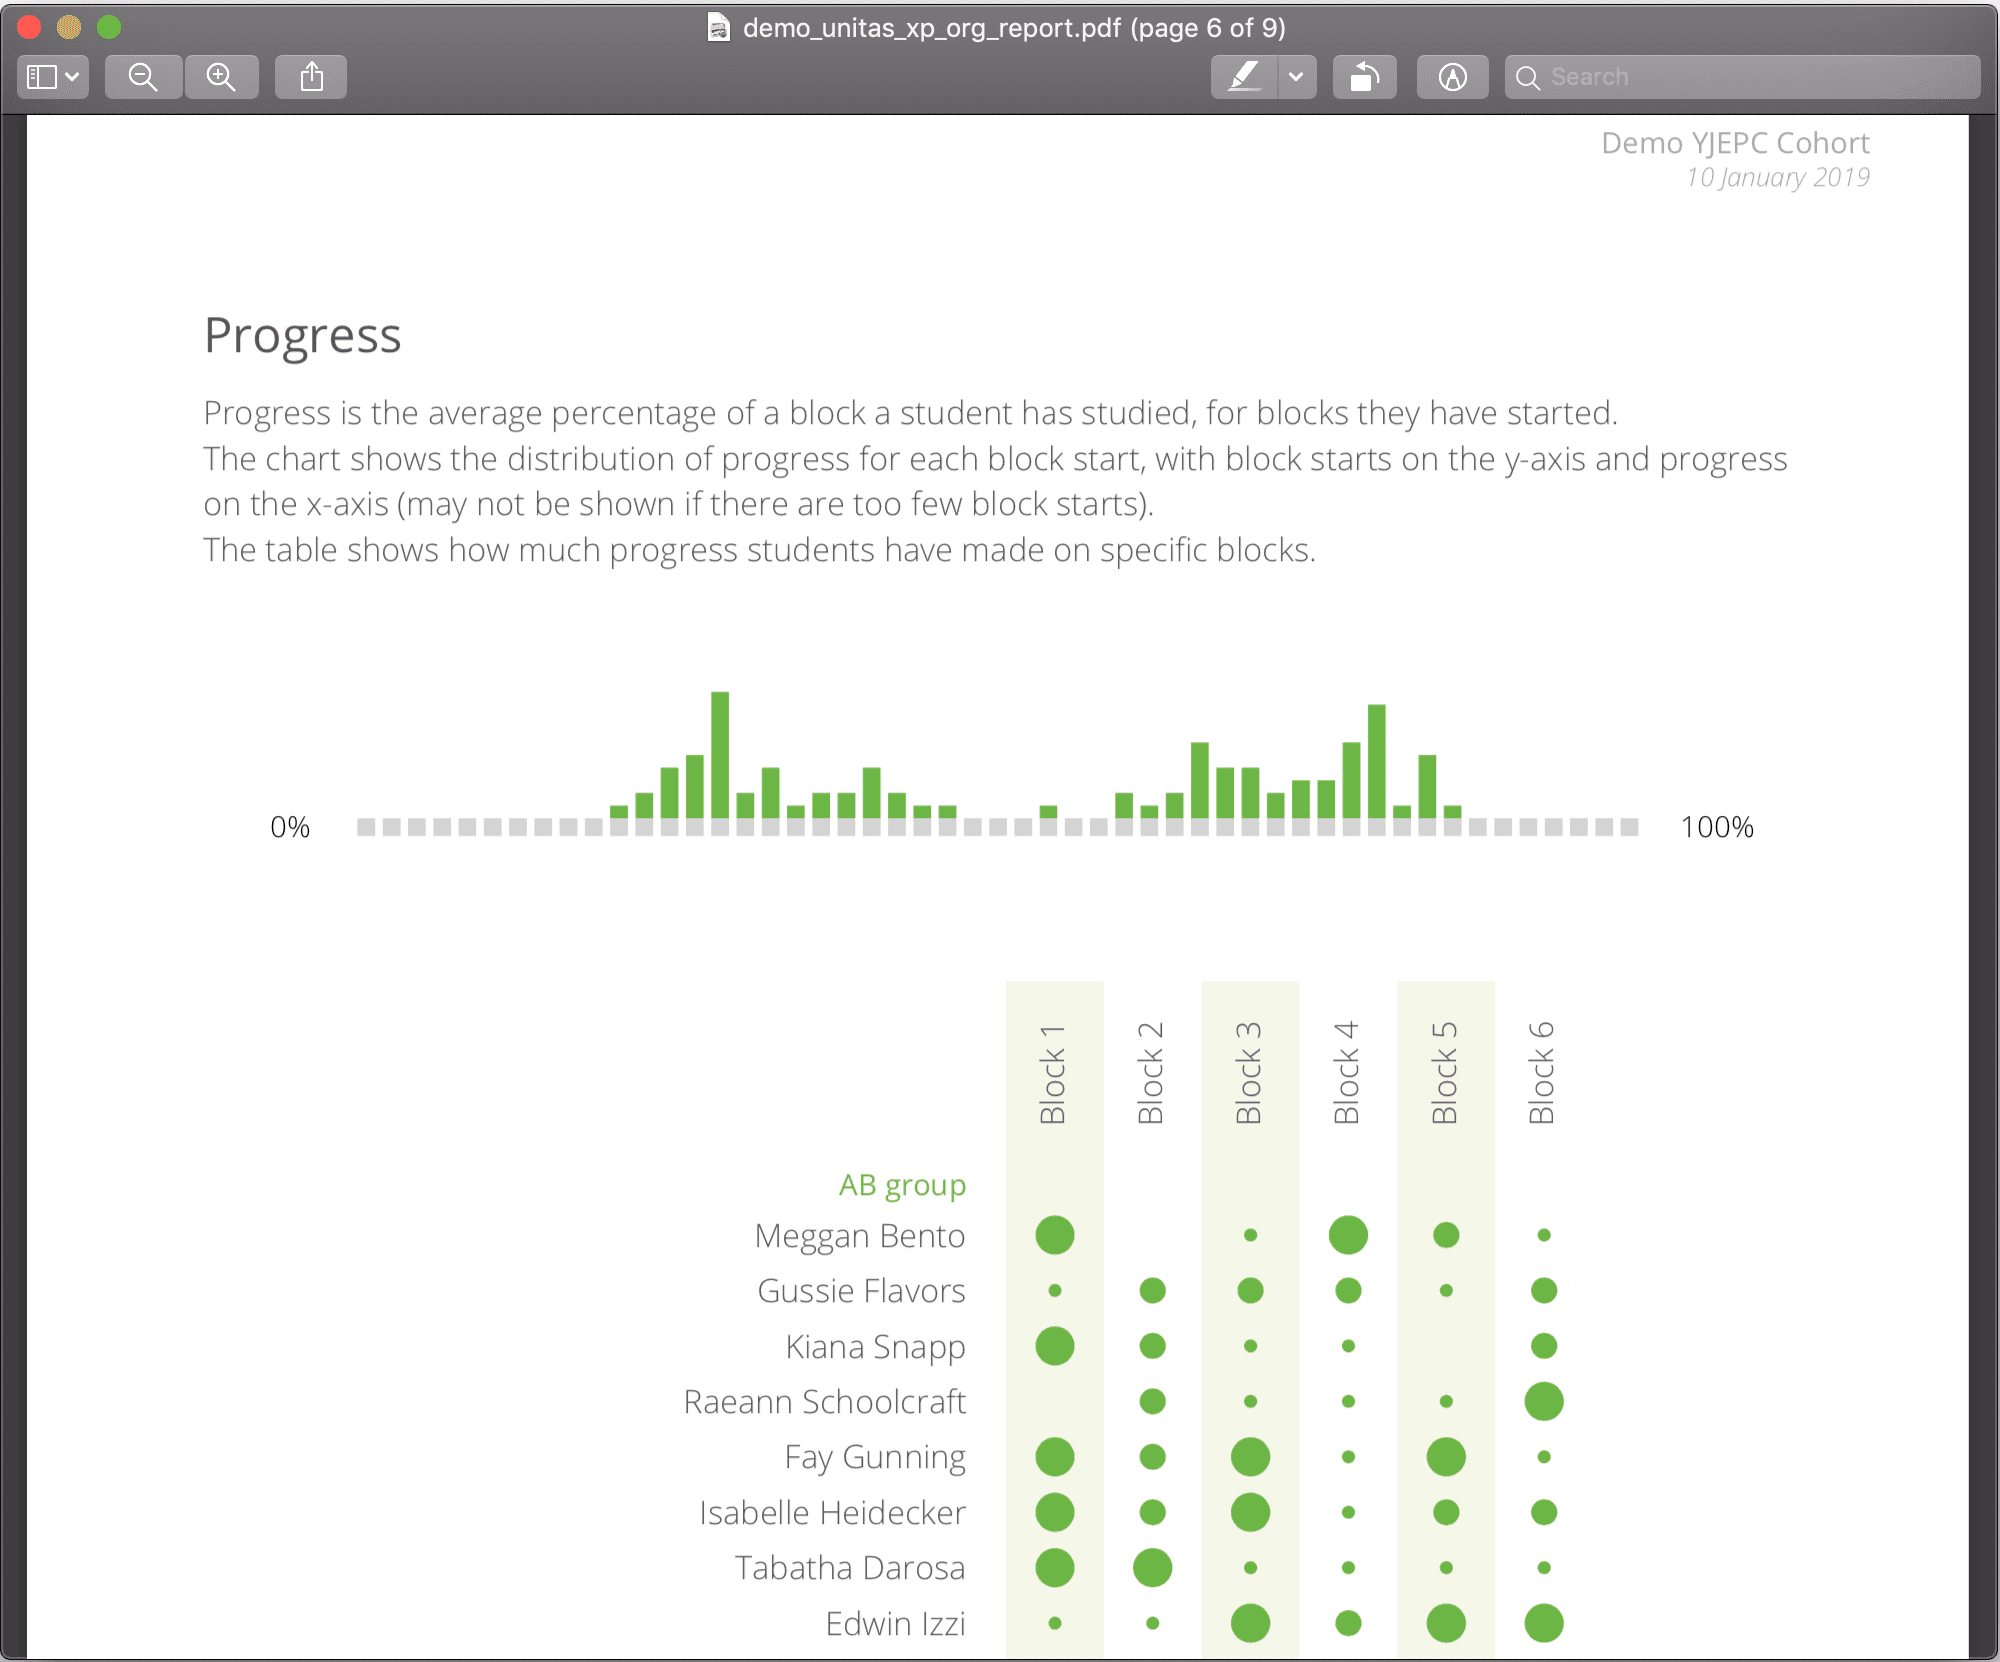 demo_unitas_xp_org_report.pdf (page 6 of 9)
Search
Demo YJEPC Cohort
10 January 2019
Progress
Progress is the average percentage of a block a student has studied, for blocks they have started.
The chart shows the distribution of progress for each block start, with block starts on the y-axis and progress
on the x-axis (may not be shown if there are too few block starts).
The table shows how much progress students have made on specific blocks.
0%
100%
Block 1
Block 2
Block 3
Block 4
Block 5
Block 6
AB group
Meggan Bento
Gussie Flavors
Kiana Snapp
Raeann Schoolcraft
Fay Gunning
Isabelle Heidecker
Tabatha Darosa
Edwin Izzi